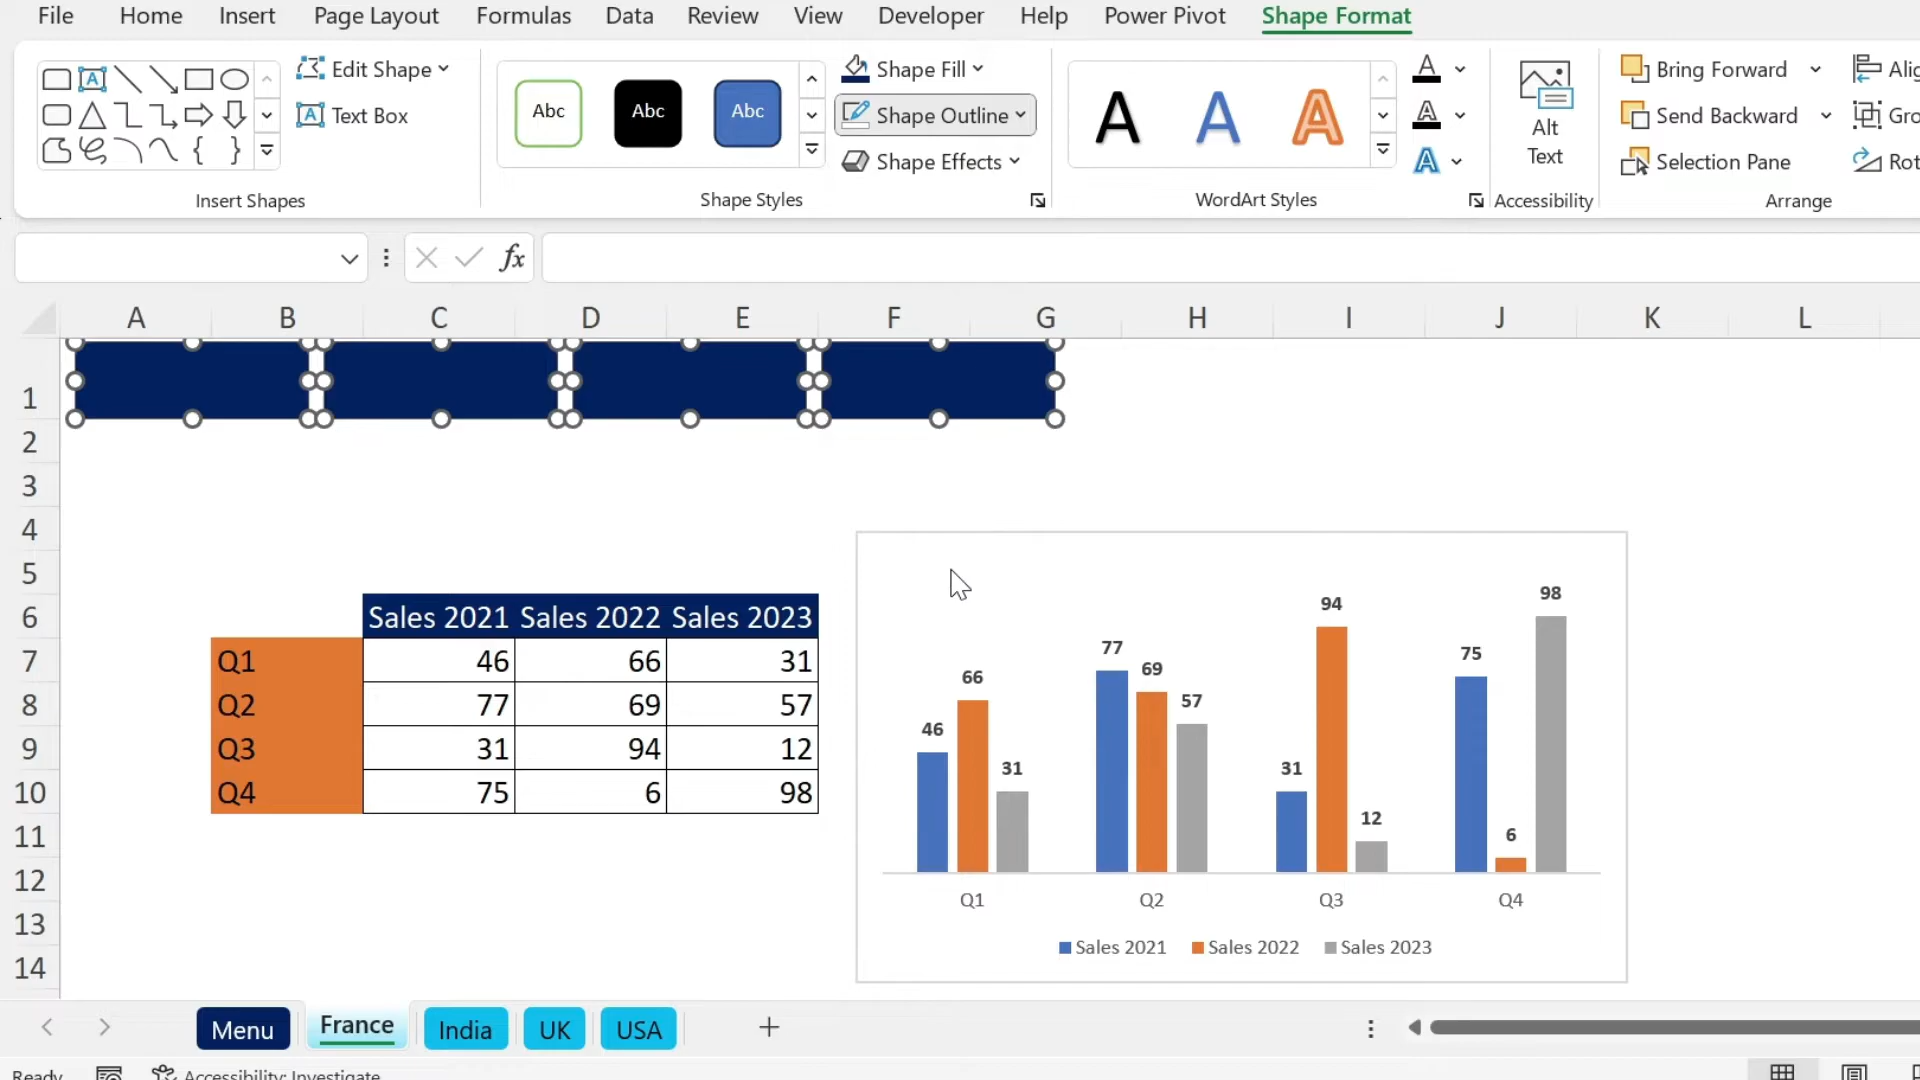 File Home Insert Page Layout Formulas Data Review View Developer Help Power Pivot Shape Format
Edit Shape
Text Box
Insert Shapes
Abc Abc Abc
Shape Fill
Shape Outline
Shape Effects
Shape Styles
A A A
WordArt Styles
Alt
Text
Accessibility
Bring Forward
Send Backward
Selection Pane
Arrange
fx
A B C D E F G H I J K L
1
2
3
4
5
6 Sales 2021 Sales 2022 Sales 2023
7 Q1 46 66 31
8 Q2 77 69 57
9 Q3 31 94 12
10 Q4 75 6 98
11
12
13
14
46 66 31 77 69 57 31 94 12 75 6 98
Q1 Q2 Q3 Q4
Sales 2021 Sales 2022 Sales 2023
Menu France India UK USA +
Ready Accessibility: Investigate